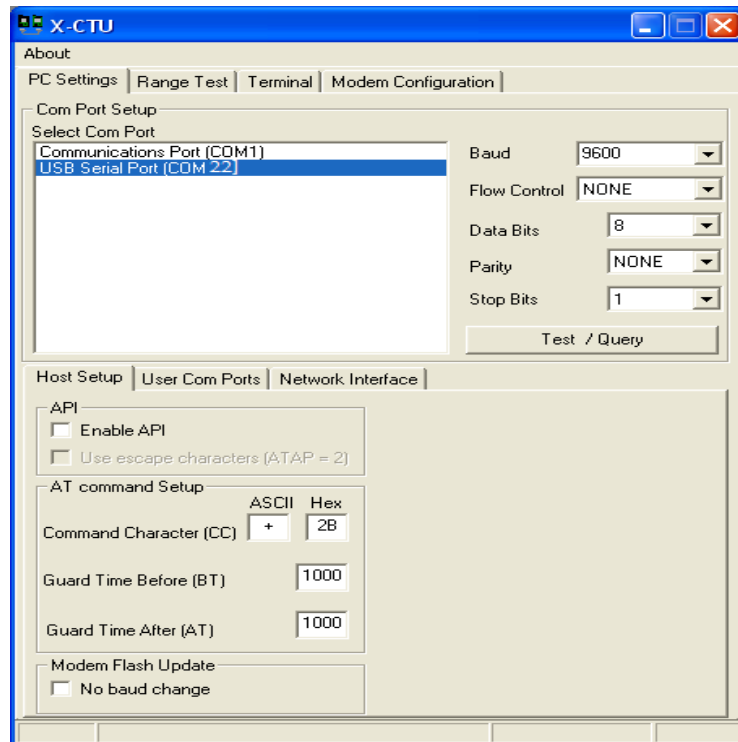 X-CTU
About
PC Settings Range Test Terminal Modem Configuration
Com Port Setup
Select Com Port
Communications Port (COM1)
USB Serial Port (COM 22)
Baud 9600
Flow Control NONE
Data Bits 8
Parity NONE
Stop Bits 1
Test / Query
Host Setup User Com Ports Network Interface
API
Enable API
Use escape characters (ATAP = 2)
AT command Setup
ASCII Hex
Command Character (CC) + 2B
Guard Time Before (BT) 1000
Guard Time After (AT) 1000
Modem Flash Update
No baud change